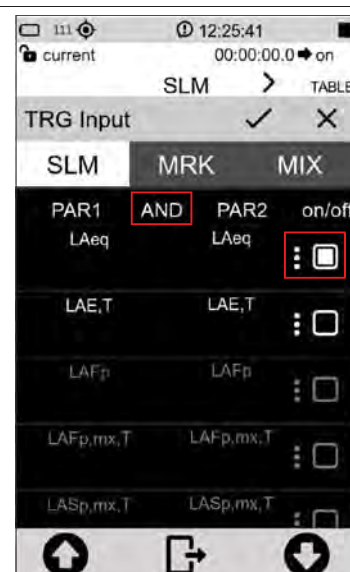 111 12:25:41
current 00:00:00.0 on
SLM > TABLE
TRG Input
SLM MRK MIX
PAR1 AND PAR2 on/off
LAeq LAeq
LAE,T LAE,T
LAFp LAFp
LAFp,mx,T LAFp,mx,T
LASp,mx,T LASp,mx,T